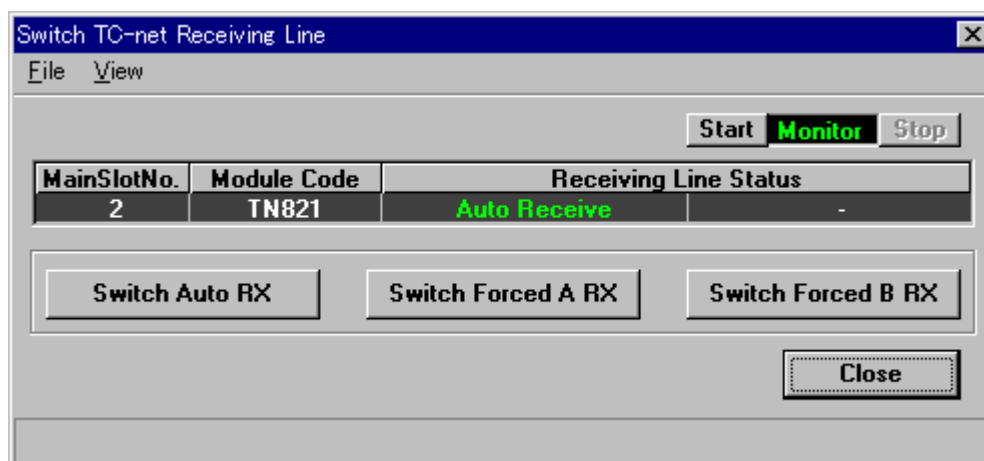 Switch TC-net Receiving Line
File View
Start Monitor Stop
MainSlotNo. Module Code Receiving Line Status
2 TN821 Auto Receive -
Switch Auto RX Switch Forced A RX Switch Forced B RX
Close